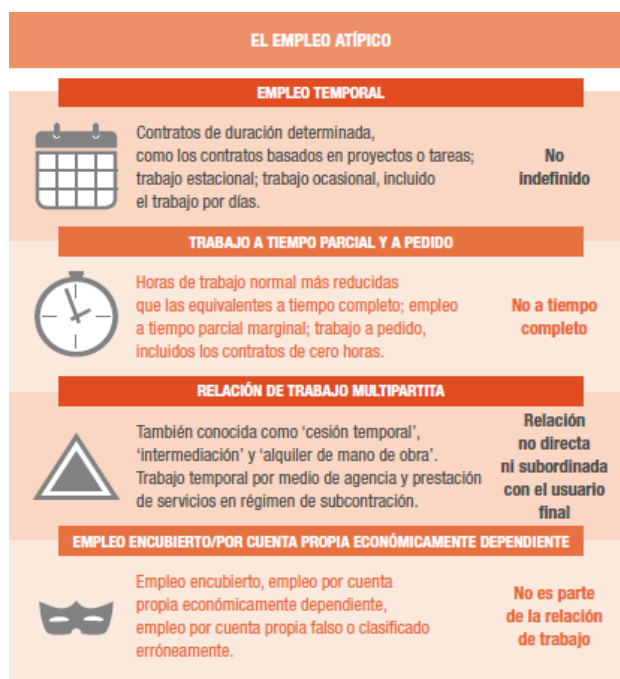 EL EMPLEO ATÍPICO
EMPLEO TEMPORAL
Contratos de duración determinada,
como los contratos basados en proyectos o tareas;
trabajo estacional; trabajo ocasional, incluido
el trabajo por días.
No
indefinido
TRABAJO A TIEMPO PARCIAL Y A PEDIDO
Horas de trabajo normal más reducidas
que las equivalentes a tiempo completo; empleo
a tiempo parcial marginal; trabajo a pedido,
incluidos los contratos de cero horas.
No a tiempo
completo
RELACIÓN DE TRABAJO MULTIPARTITA
También conocida como ‘cesión temporal’,
‘intermediación’ y ‘alquiler de mano de obra’.
Trabajo temporal por medio de agencia y prestación
de servicios en régimen de subcontración.
Relación
no directa
ni subordinada
con el usuario
final
EMPLEO ENCUBIERTO/POR CUENTA PROPIA ECONÓMICAMENTE DEPENDIENTE
Empleo encubierto, empleo por cuenta
propia económicamente dependiente,
empleo por cuenta propia falso o clasificado
erróneamente.
No es parte
de la relación
de trabajo